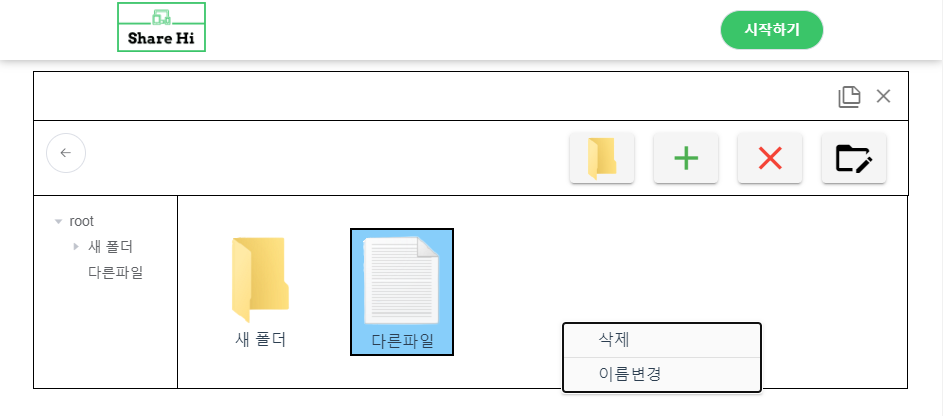 Share Hi
시작하기
root
새 폴더
다른파일
새 폴더
다른파일
삭제
이름변경